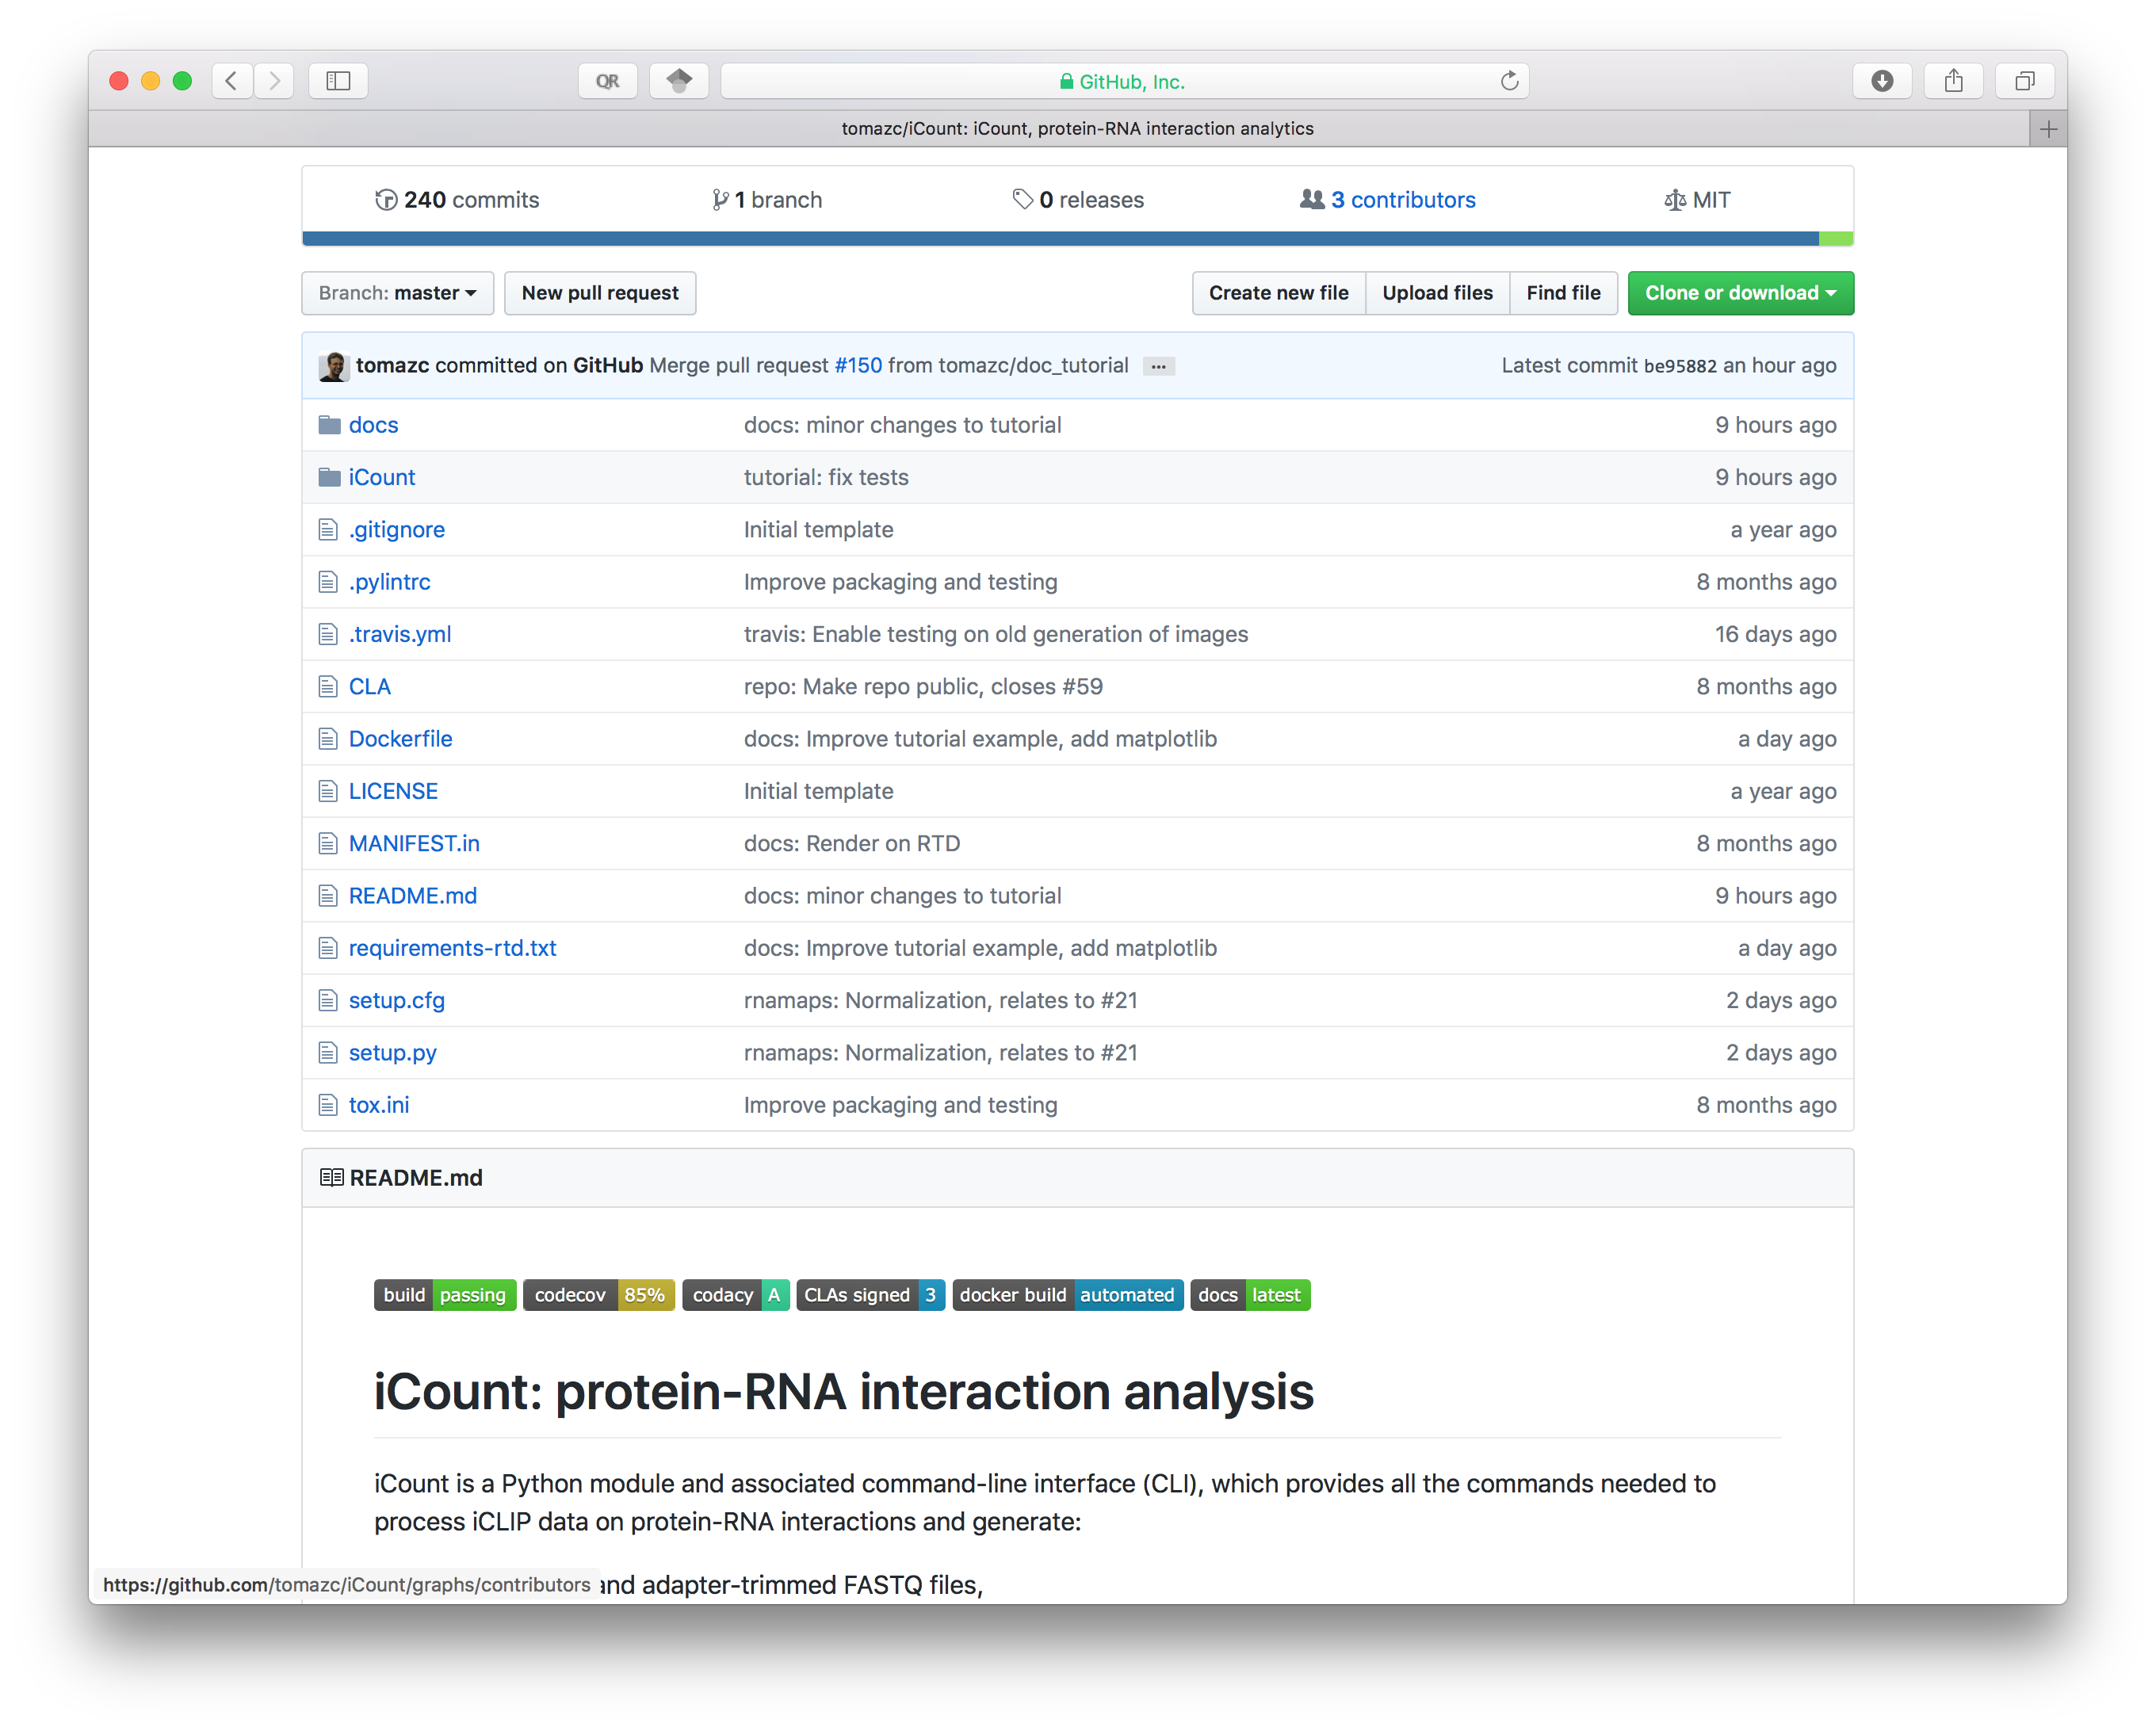 QR
GitHub, Inc.
tomazc/iCount: iCount, protein-RNA interaction analytics
240 commits
1 branch
0 releases
3 contributors
MIT
Branch: master
New pull request
Create new file
Upload files
Find file
Clone or download
tomazc committed on GitHub Merge pull request #150 from tomazc/doc_tutorial …
Latest commit be95882 an hour ago
docs docs: minor changes to tutorial 9 hours ago
iCount tutorial: fix tests 9 hours ago
.gitignore Initial template a year ago
.pylintrc Improve packaging and testing 8 months ago
.travis.yml travis: Enable testing on old generation of images 16 days ago
CLA repo: Make repo public, closes #59 8 months ago
Dockerfile docs: Improve tutorial example, add matplotlib a day ago
LICENSE Initial template a year ago
MANIFEST.in docs: Render on RTD 8 months ago
README.md docs: minor changes to tutorial 9 hours ago
requirements-rtd.txt docs: Improve tutorial example, add matplotlib a day ago
setup.cfg rnamaps: Normalization, relates to #21 2 days ago
setup.py rnamaps: Normalization, relates to #21 2 days ago
tox.ini Improve packaging and testing 8 months ago
README.md
build passing codecov 85% codacy A CLAs signed 3 docker build automated docs latest
iCount: protein-RNA interaction analysis
iCount is a Python module and associated command-line interface (CLI), which provides all the commands needed to
process iCLIP data on protein-RNA interactions and generate:
https://github.com/tomazc/iCount/graphs/contributors and adapter-trimmed FASTQ files,